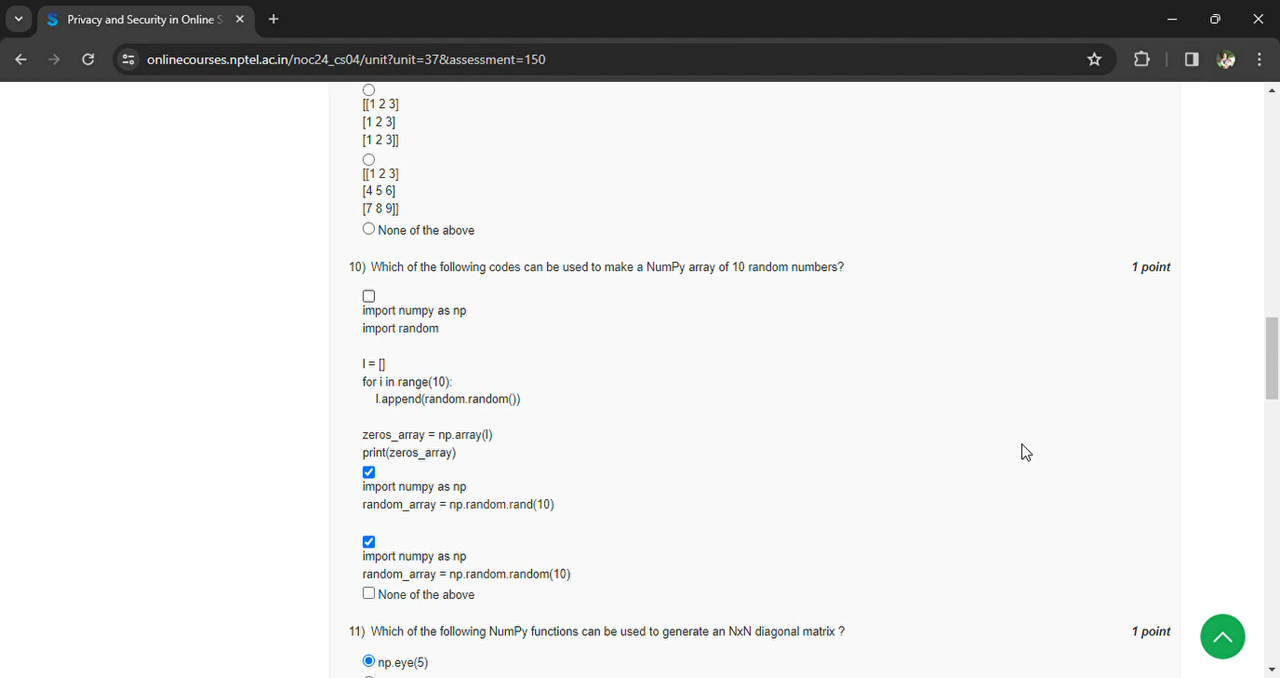 Privacy and Security in Online S
onlinecourses.nptel.ac.in/noc24_cs04/unit?unit=37&assessment=150
[[1 2 3]
[1 2 3]
[1 2 3]]
[[1 2 3]
[4 5 6]
[7 8 9]]
None of the above
10) Which of the following codes can be used to make a NumPy array of 10 random numbers? 1 point
import numpy as np
import random
l = []
for i in range(10):
l.append(random.random())
zeros_array = np.array(l)
print(zeros_array)
import numpy as np
random_array = np.random.rand(10)
import numpy as np
random_array = np.random.random(10)
None of the above
11) Which of the following NumPy functions can be used to generate an NxN diagonal matrix ? 1 point
np.eye(5)